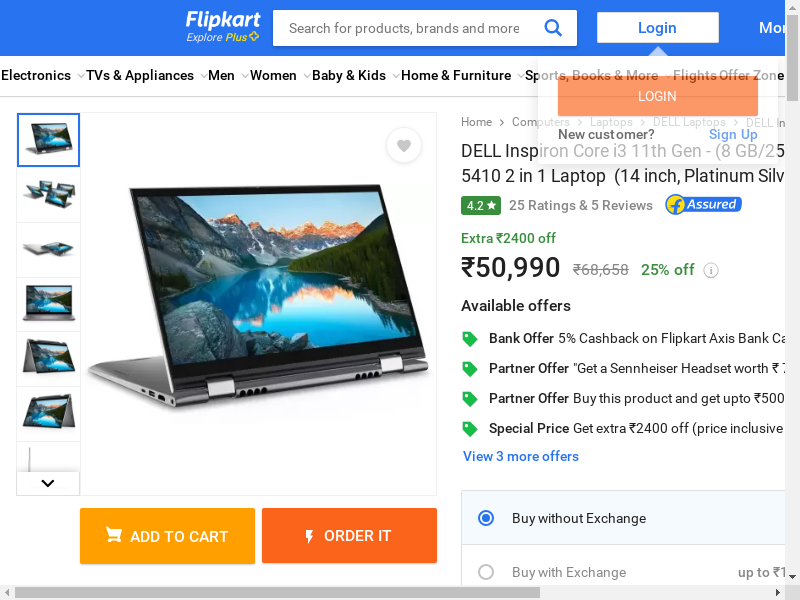 Flipkart
Explore Plus
Search for products, brands and more
Login
Mor
Electronics
TVs & Appliances
Men
Women
Baby & Kids
Home & Furniture
Sports, Books & More
Flights
Offer Zone
LOGIN
New customer?
Sign Up
Home
Computers
Laptops
DELL Laptops
DELL In
DELL Inspiron Core i3 11th Gen - (8 GB/25
5410 2 in 1 Laptop (14 inch, Platinum Silv
4.2
25 Ratings & 5 Reviews
Assured
Extra ₹2400 off
₹50,990
₹68,658
25% off
Available offers
Bank Offer 5% Cashback on Flipkart Axis Bank Ca
Partner Offer "Get a Sennheiser Headset worth ₹ 7
Partner Offer Buy this product and get upto ₹500
Special Price Get extra ₹2400 off (price inclusive
View 3 more offers
ADD TO CART
ORDER IT
Buy without Exchange
Buy with Exchange
up to ₹1